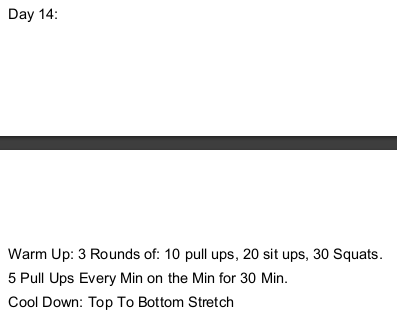 Day 14:
Warm Up: 3 Rounds of: 10 pull ups, 20 sit ups, 30 Squats.
5 Pull Ups Every Min on the Min for 30 Min.
Cool Down: Top To Bottom Stretch